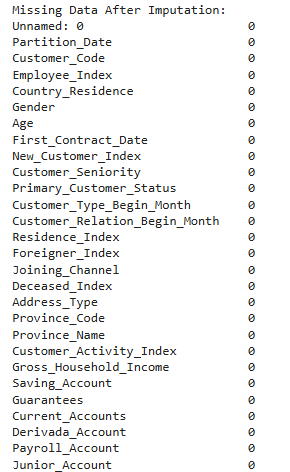 Missing Data After Imputation:
Unnamed: 0 0
Partition_Date 0
Customer_Code 0
Employee_Index 0
Country_Residence 0
Gender 0
Age 0
First_Contract_Date 0
New_Customer_Index 0
Customer_Seniority 0
Primary_Customer_Status 0
Customer_Type_Begin_Month 0
Customer_Relation_Begin_Month 0
Residence_Index 0
Foreigner_Index 0
Joining_Channel 0
Deceased_Index 0
Address_Type 0
Province_Code 0
Province_Name 0
Customer_Activity_Index 0
Gross_Household_Income 0
Saving_Account 0
Guarantees 0
Current_Accounts 0
Derivada_Account 0
Payroll_Account 0
Junior_Account 0